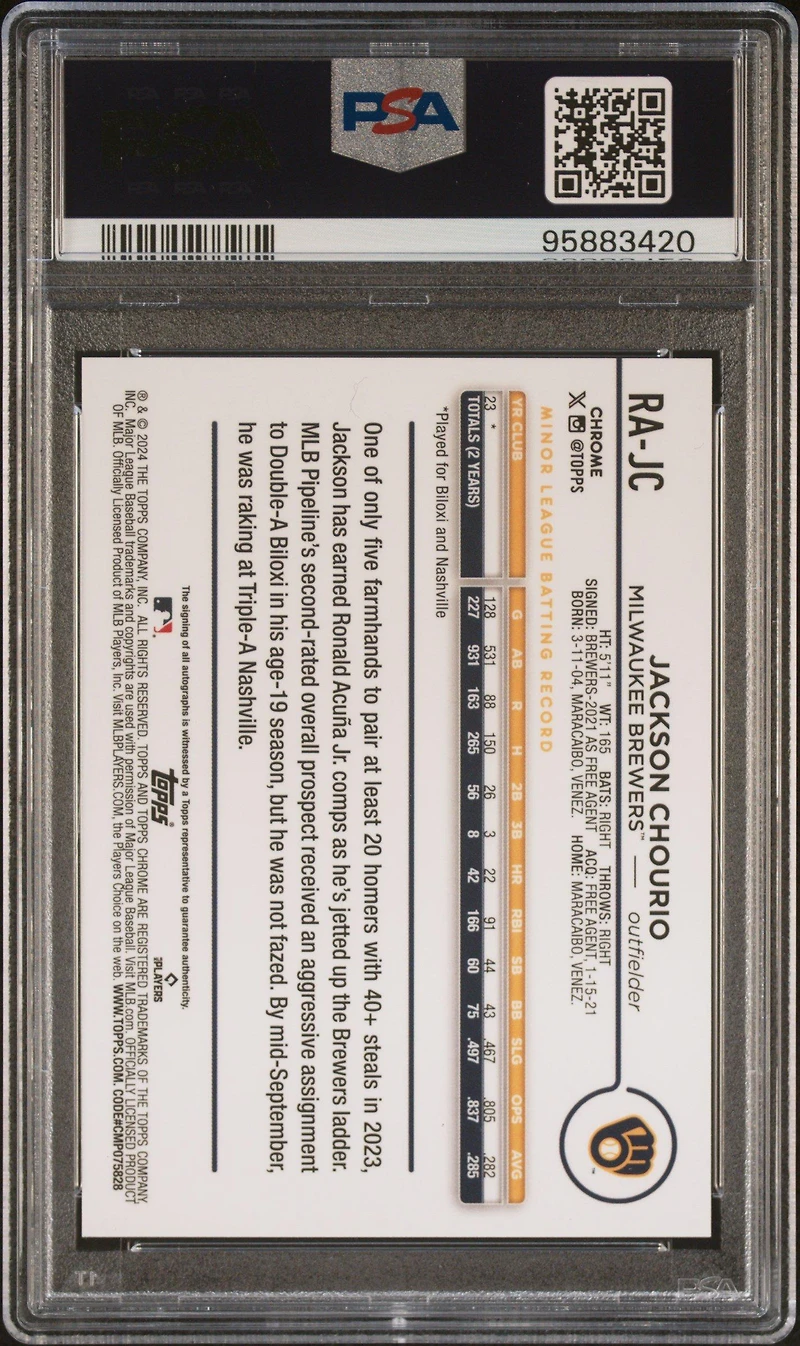 PSA
95883420
RA-JC
JACKSON CHOURIO
MILWAUKEE BREWERS™ — outfielder
CHROME
@TOPPS
HT: 5'11" WT: 165 BATS: RIGHT THROWS: RIGHT
SIGNED: BREWERS-2021 AS FREE AGENT ACQ: FREE AGENT, 1-15-21
BORN: 3-11-04, MARACAIBO, VENEZ. HOME: MARACAIBO, VENEZ.
MINOR LEAGUE BATTING RECORD
YR CLUB G AB R H 2B 3B HR RBI SB BB SLG OPS AVG
23 * 128 531 88 150 26 3 22 91 44 43 .467 .805 .282
TOTALS (2 YEARS) 227 931 163 265 56 8 42 166 60 75 .497 .837 .285
*Played for Biloxi and Nashville
One of only five farmhands to pair at least 20 homers with 40+ steals in 2023,
Jackson has earned Ronald Acuña Jr. comps as he's jetted up the Brewers ladder.
MLB Pipeline's second-rated overall prospect received an aggressive assignment
to Double-A Biloxi in his age-19 season, but he was not fazed. By mid-September,
he was raking at Triple-A Nashville.
The signing of all autographs is witnessed by a Topps representative to guarantee authenticity.
topps®
PLAYERS
® & © 2024 THE TOPPS COMPANY, INC. ALL RIGHTS RESERVED. TOPPS AND TOPPS CHROME ARE REGISTERED TRADEMARKS OF THE TOPPS COMPANY,
INC. Major League Baseball trademarks and copyrights are used with permission of Major League Baseball. Visit MLB.com. OFFICIALLY LICENSED PRODUCT
OF MLB. Officially Licensed Product of MLB Players, Inc. Visit MLBPLAYERS.COM, the Players Choice on the web. WWW.TOPPS.COM. CODE#CMP075828
PSA